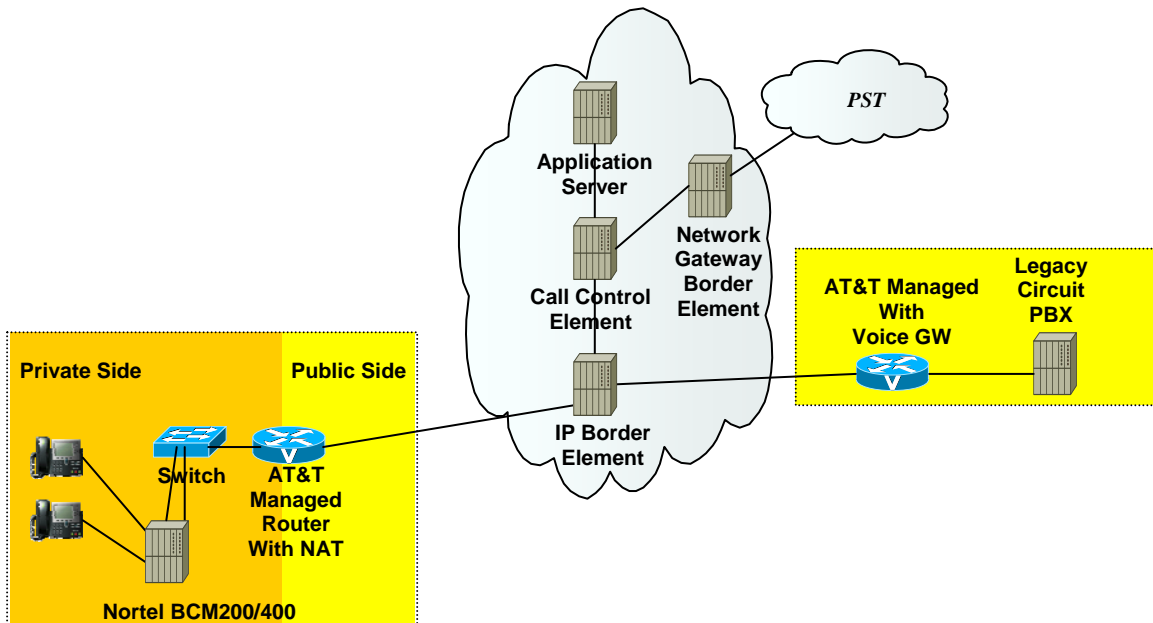 PST
Application
Server
Network
Gateway
Border
Element
Call Control
Element
IP Border
Element
AT&T Managed
With
Voice GW
Legacy
Circuit
PBX
V
Private Side
Public Side
Switch
V
AT&T
Managed
Router
With NAT
Nortel BCM200/400